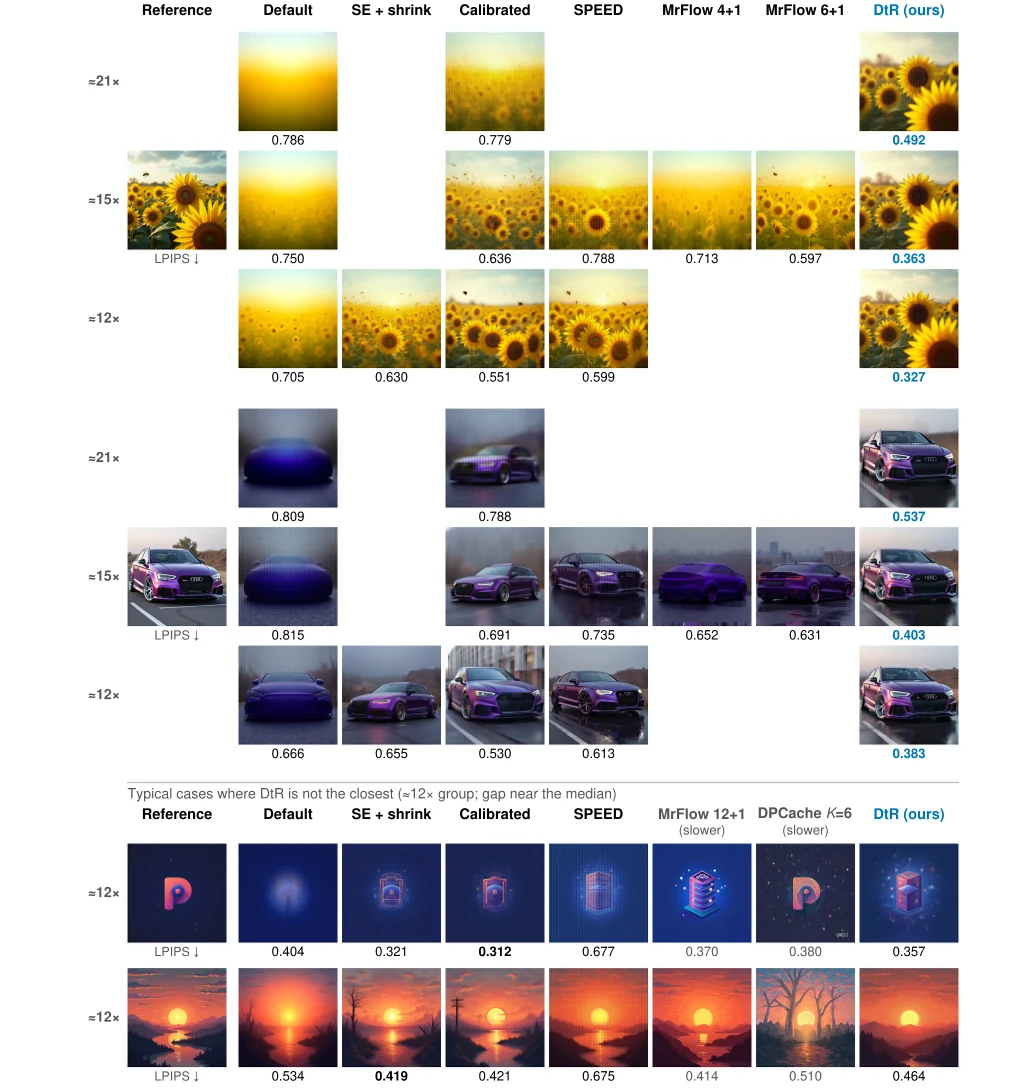 Reference Default SE + shrink Calibrated SPEED MrFlow 4+1 MrFlow 6+1 DtR (ours)
≈21×
0.786 0.779 0.492
≈15×
LPIPS ↓ 0.750 0.636 0.788 0.713 0.597 0.363
≈12×
0.705 0.630 0.551 0.599 0.327
≈21×
0.809 0.788 0.537
≈15×
LPIPS ↓ 0.815 0.691 0.735 0.652 0.631 0.403
≈12×
0.666 0.655 0.530 0.613 0.383
Typical cases where DtR is not the closest (≈12× group; gap near the median)
Reference Default SE + shrink Calibrated SPEED MrFlow 12+1 DPCache K=6 DtR (ours)
(slower) (slower)
≈12×
LPIPS ↓ 0.404 0.321 0.312 0.677 0.370 0.380 0.357
≈12×
LPIPS ↓ 0.534 0.419 0.421 0.675 0.414 0.510 0.464